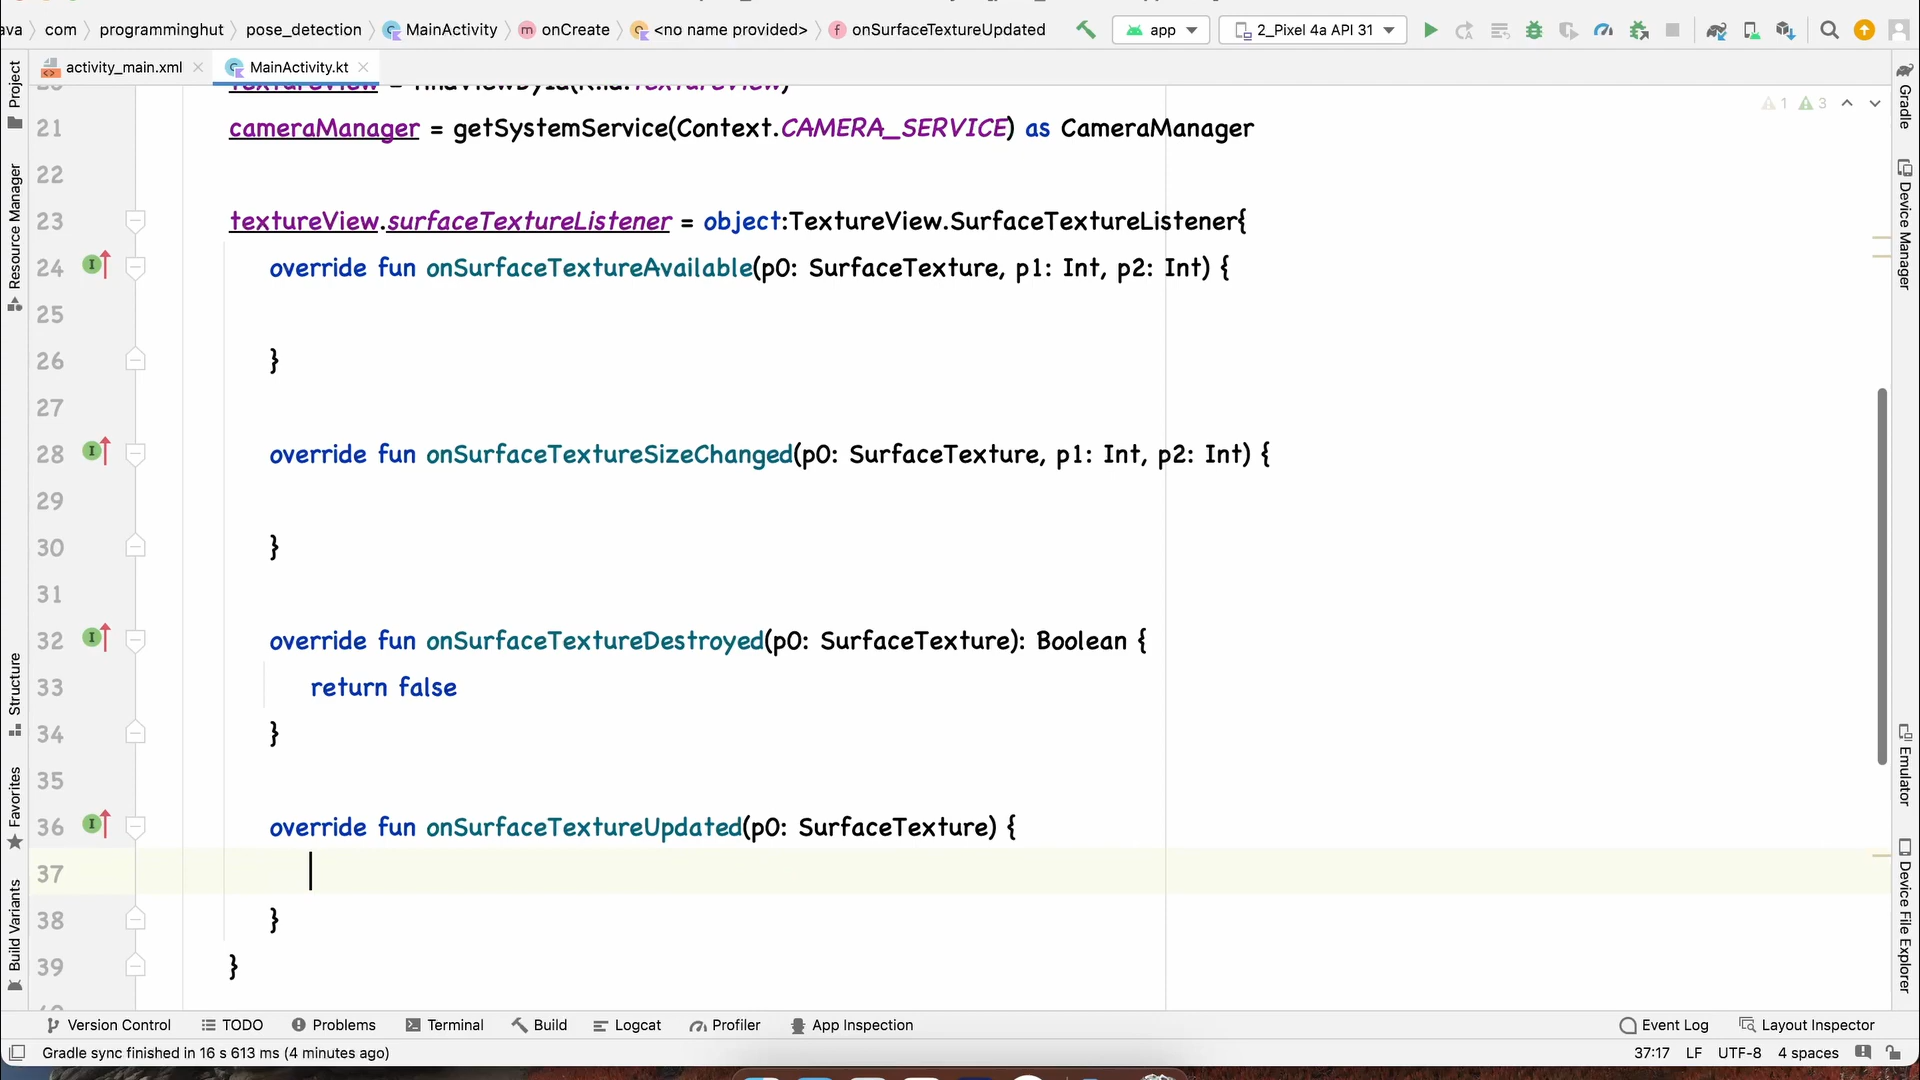 ava com programminghut pose_detection MainActivity onCreate <no name provided> onSurfaceTextureUpdated app 2_Pixel 4a API 31
activity_main.xml MainActivity.kt
Project
Resource Manager
Structure
Favorites
Build Variants
1 3
textureView = findViewById(R.id.textureView)
21 cameraManager = getSystemService(Context.CAMERA_SERVICE) as CameraManager
22
23 textureView.surfaceTextureListener = object:TextureView.SurfaceTextureListener{
24 override fun onSurfaceTextureAvailable(p0: SurfaceTexture, p1: Int, p2: Int) {
25
26 }
27
28 override fun onSurfaceTextureSizeChanged(p0: SurfaceTexture, p1: Int, p2: Int) {
29
30 }
31
32 override fun onSurfaceTextureDestroyed(p0: SurfaceTexture): Boolean {
33 return false
34 }
35
36 override fun onSurfaceTextureUpdated(p0: SurfaceTexture) {
37
38 }
39 }
Gradle
Device Manager
Emulator
Device File Explorer
Version Control TODO Problems Terminal Build Logcat Profiler App Inspection Event Log Layout Inspector
Gradle sync finished in 16 s 613 ms (4 minutes ago) 37:17 LF UTF-8 4 spaces